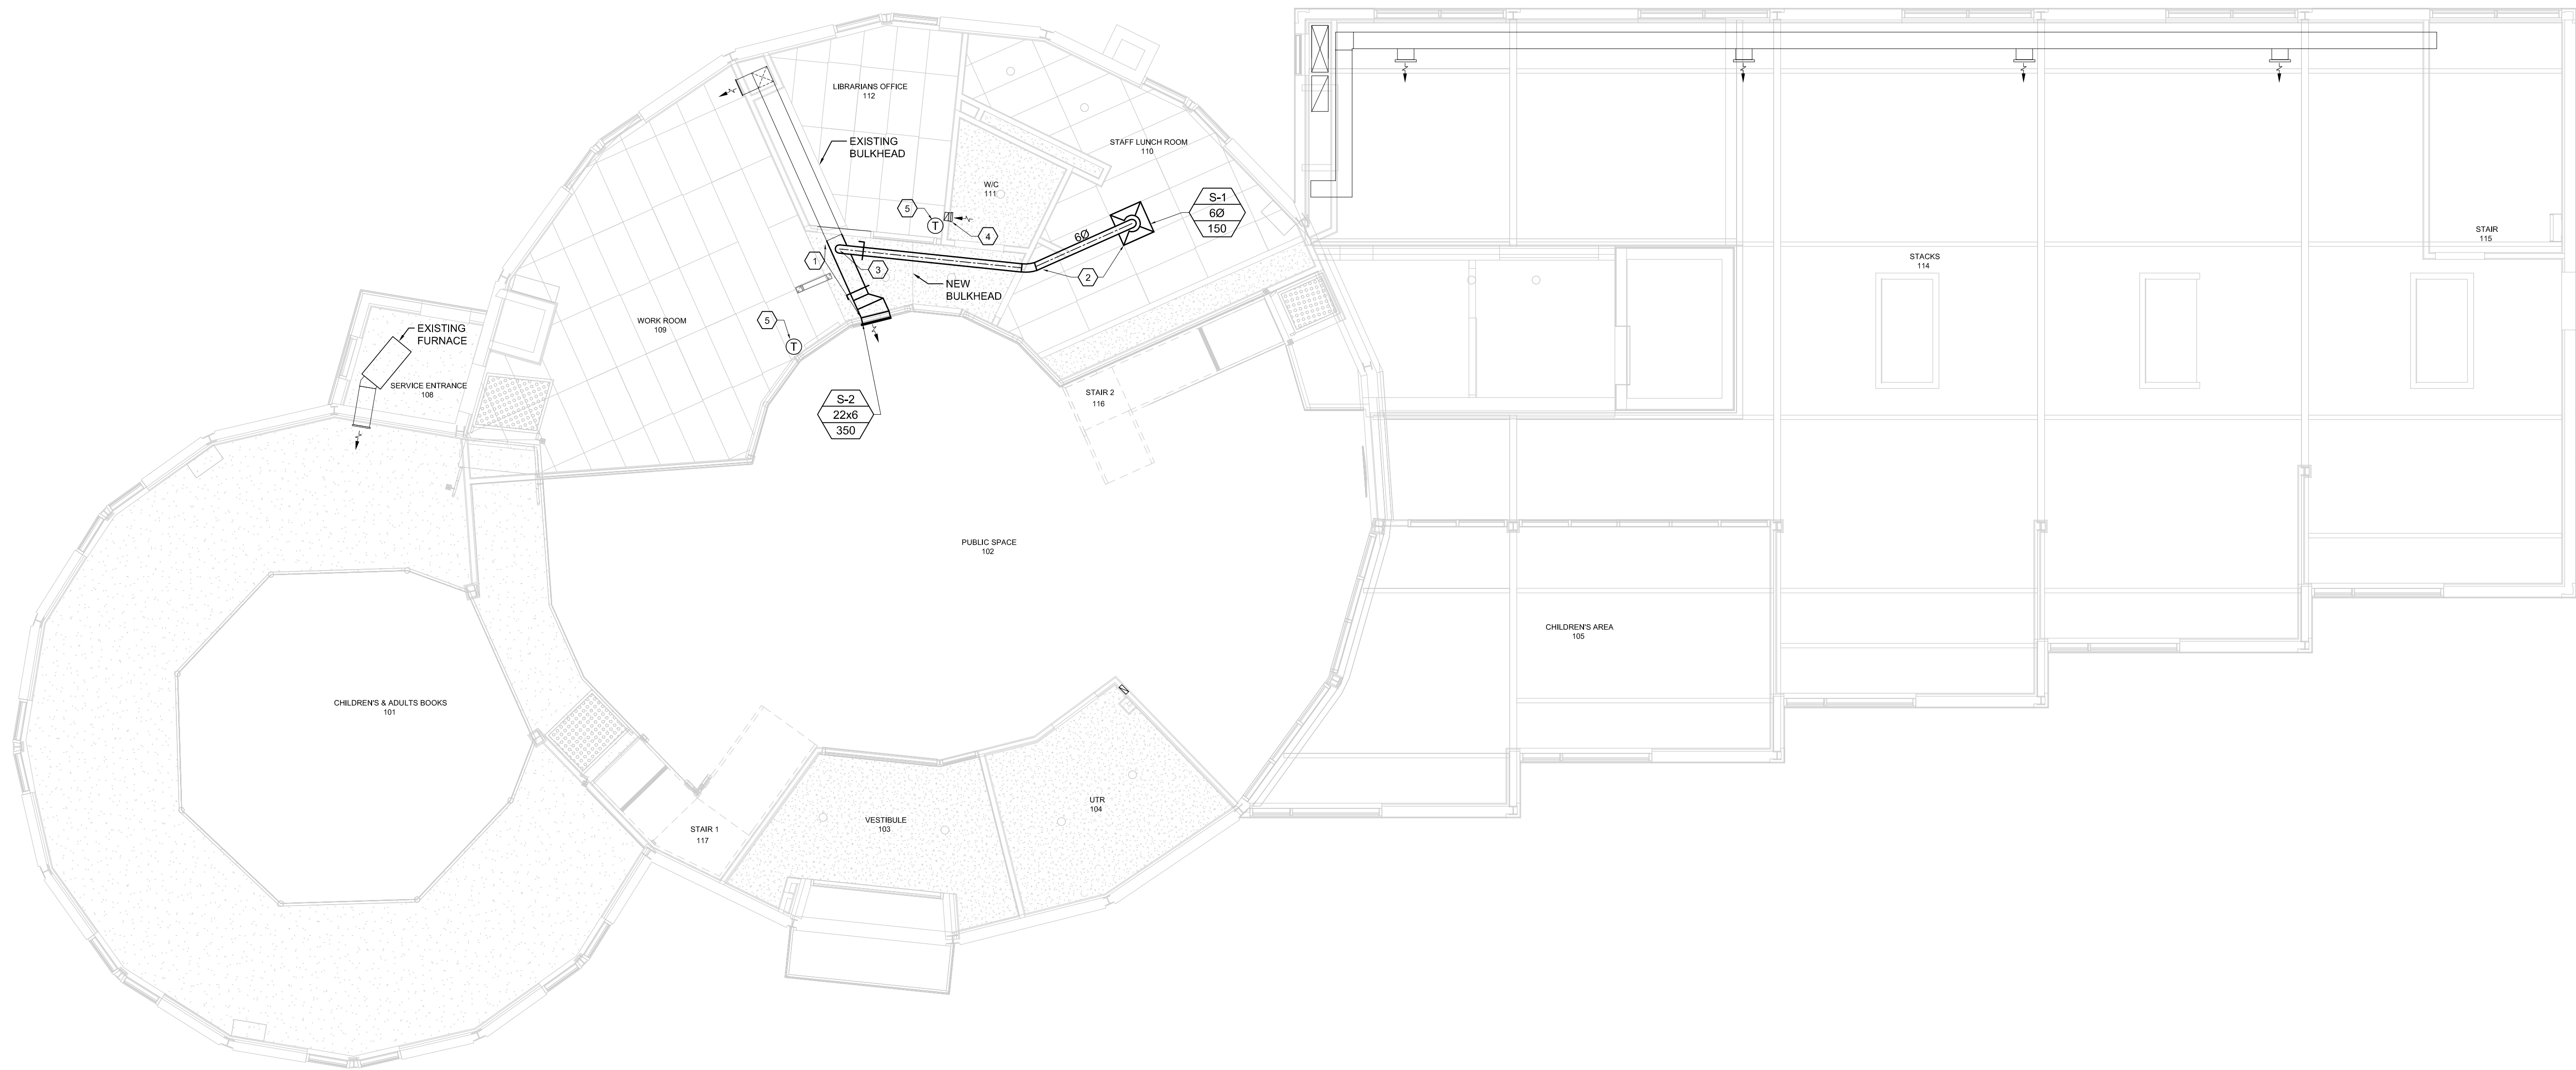 LIBRARIANS OFFICE
112
EXISTING
BULKHEAD
STAFF LUNCH ROOM
110
W/C
111
5
T
4
S-1
6Ø
150
6Ø
1
3
2
NEW
BULKHEAD
STAIR
115
STACKS
114
WORK ROOM
109
5
T
EXISTING
FURNACE
SERVICE ENTRANCE
108
S-2
22x6
350
STAIR 2
116
PUBLIC SPACE
102
CHILDREN'S AREA
105
CHILDREN'S & ADULTS BOOKS
101
UTR
104
VESTIBULE
103
STAIR 1
117